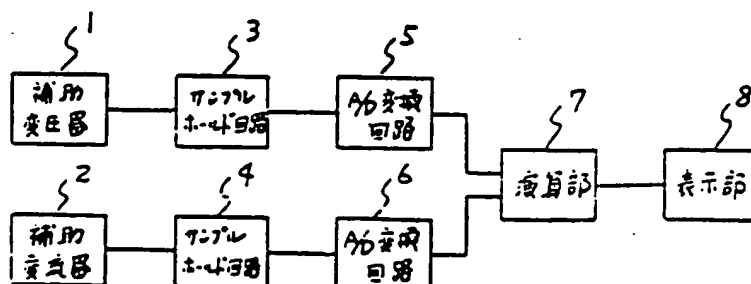 1
補助
変圧器
3
サンプル
ホールド回路
5
A/D変換
回路
7
演算部
8
表示部
2
補助
変流器
4
サンプル
ホールド回路
6
A/D変換
回路